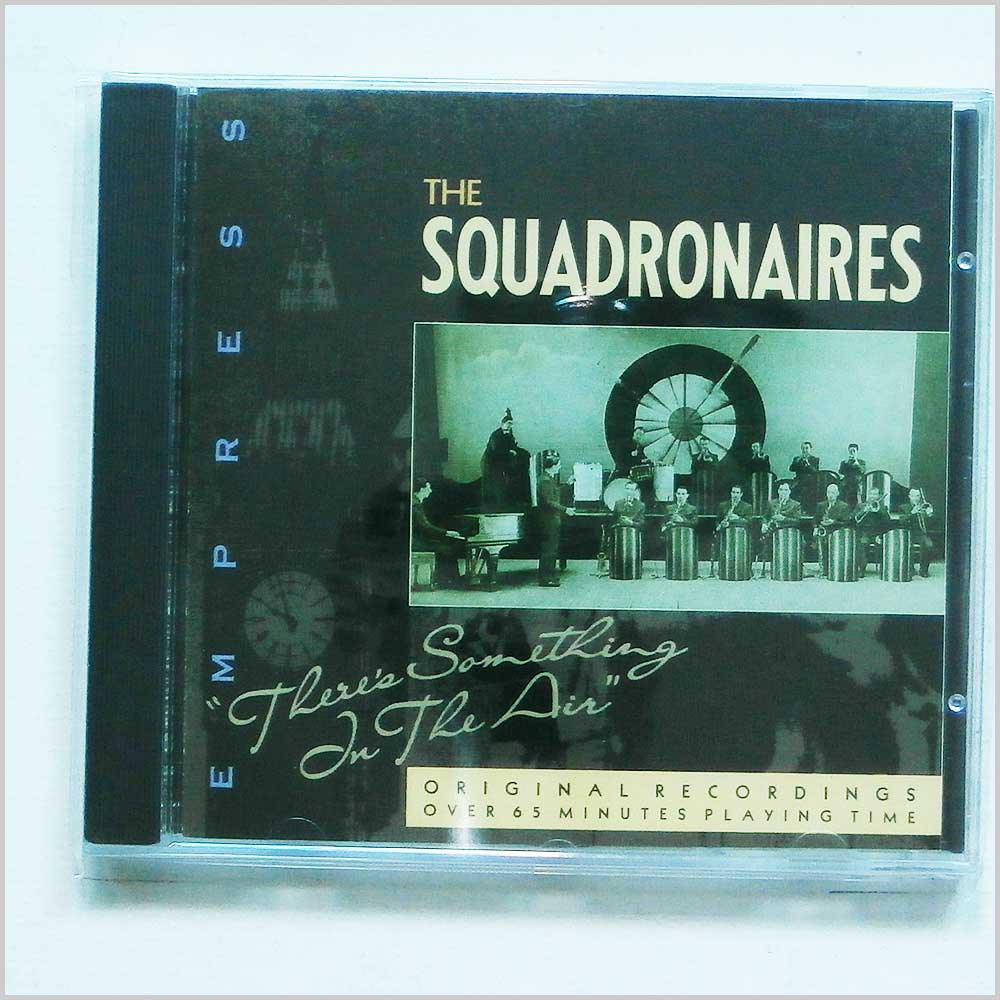 EMPRESS
THE
SQUADRONAIRES
"There's Something
In The Air"
ORIGINAL RECORDINGS
OVER 65 MINUTES PLAYING TIME